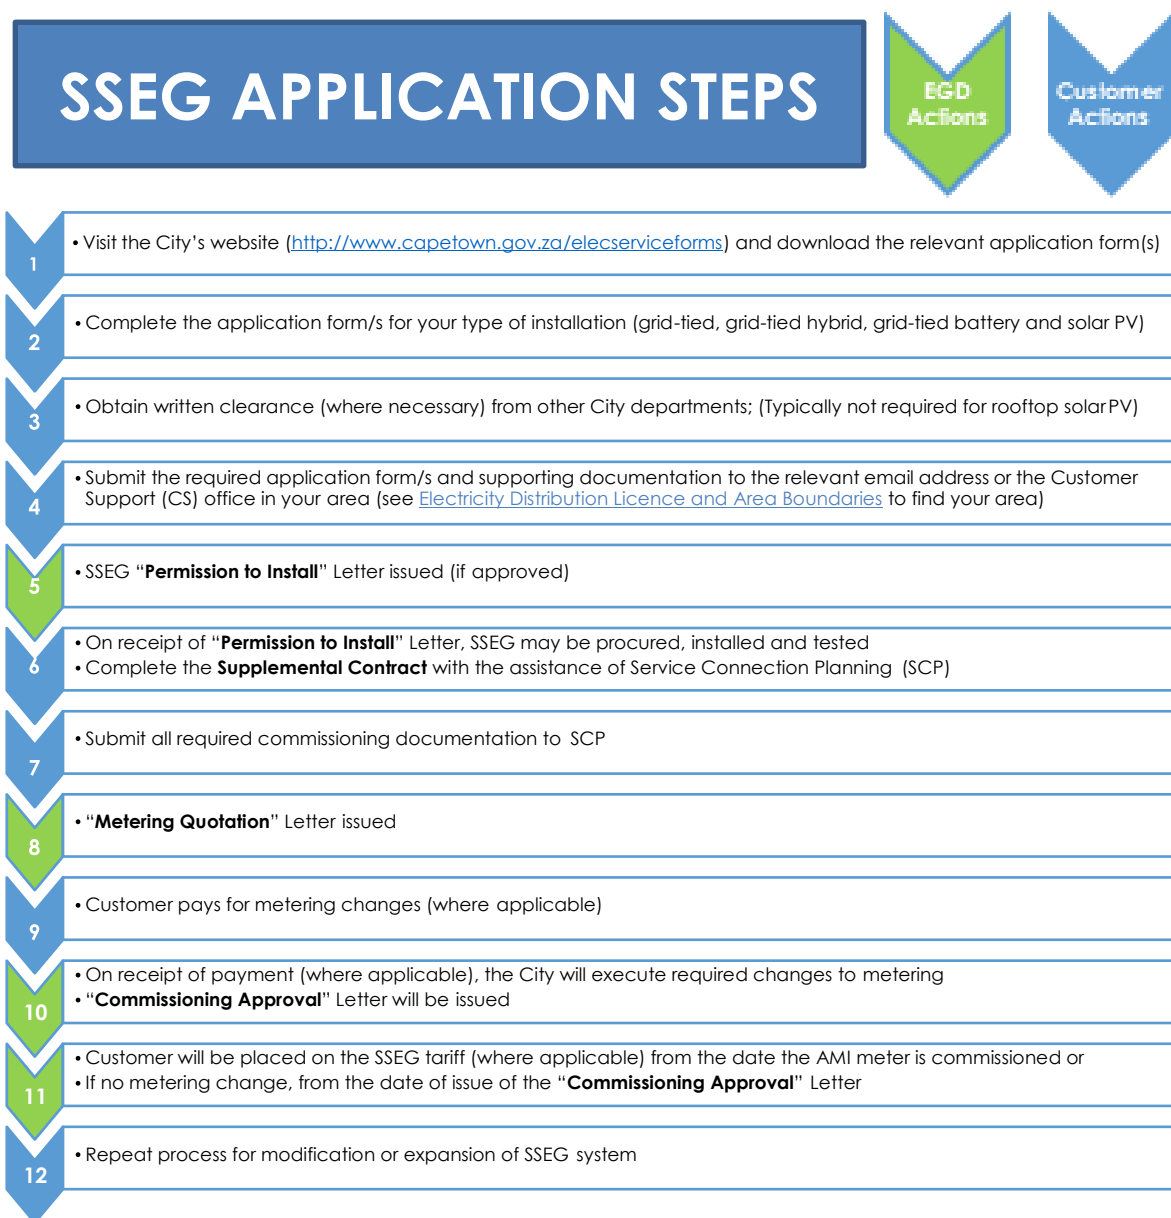 SSEG APPLICATION STEPS
EGD
Actions
Customer
Actions
1
• Visit the City’s website (http://www.capetown.gov.za/elecserviceforms) and download the relevant application form(s)
2
• Complete the application form/s for your type of installation (grid-tied, grid-tied hybrid, grid-tied battery and solar PV)
3
• Obtain written clearance (where necessary) from other City departments; (Typically not required for rooftop solar PV)
4
• Submit the required application form/s and supporting documentation to the relevant email address or the Customer
Support (CS) office in your area (see Electricity Distribution Licence and Area Boundaries to find your area)
5
• SSEG “Permission to Install” Letter issued (if approved)
6
• On receipt of “Permission to Install” Letter, SSEG may be procured, installed and tested
• Complete the Supplemental Contract with the assistance of Service Connection Planning (SCP)
7
• Submit all required commissioning documentation to SCP
8
• “Metering Quotation” Letter issued
9
• Customer pays for metering changes (where applicable)
10
• On receipt of payment (where applicable), the City will execute required changes to metering
• “Commissioning Approval” Letter will be issued
11
• Customer will be placed on the SSEG tariff (where applicable) from the date the AMI meter is commissioned or
• If no metering change, from the date of issue of the “Commissioning Approval” Letter
12
• Repeat process for modification or expansion of SSEG system